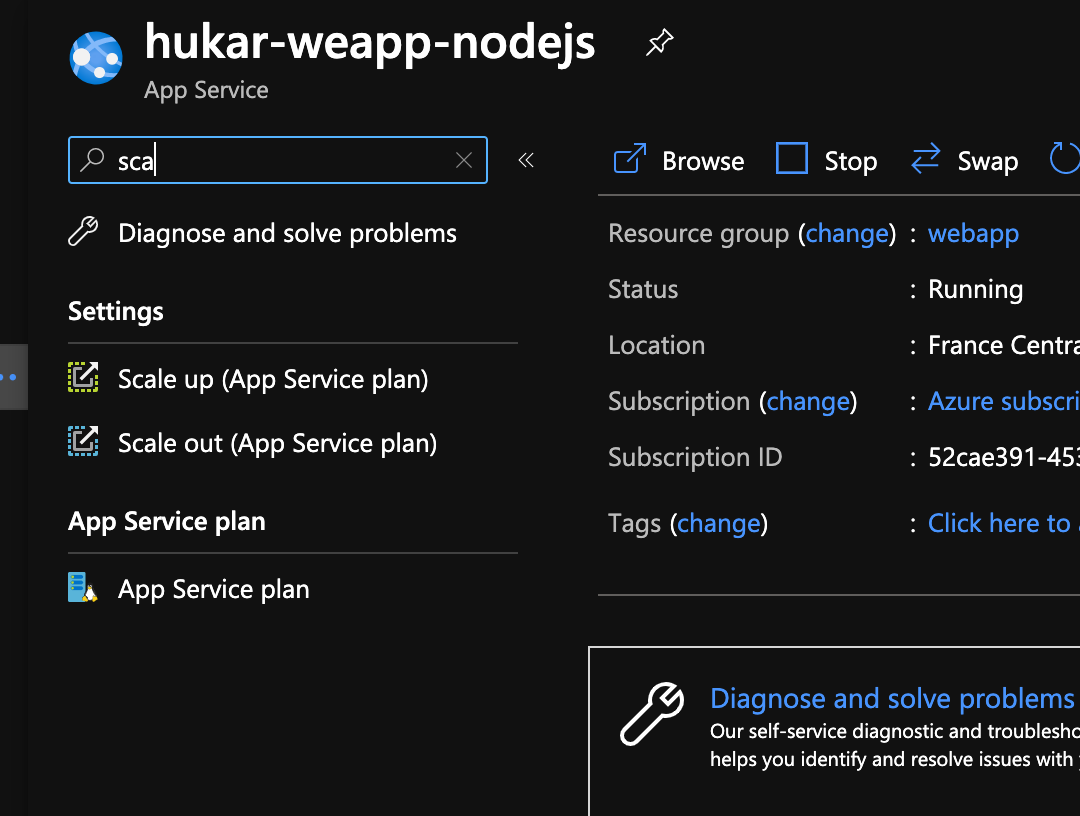 hukar-weapp-nodejs
App Service
sca
Diagnose and solve problems
Settings
Scale up (App Service plan)
Scale out (App Service plan)
App Service plan
App Service plan
Browse Stop Swap
Resource group (change) : webapp
Status : Running
Location : France Centra
Subscription (change) : Azure subscri
Subscription ID : 52cae391-453
Tags (change) : Click here to
Diagnose and solve problems
Our self-service diagnostic and troublesho
helps you identify and resolve issues with